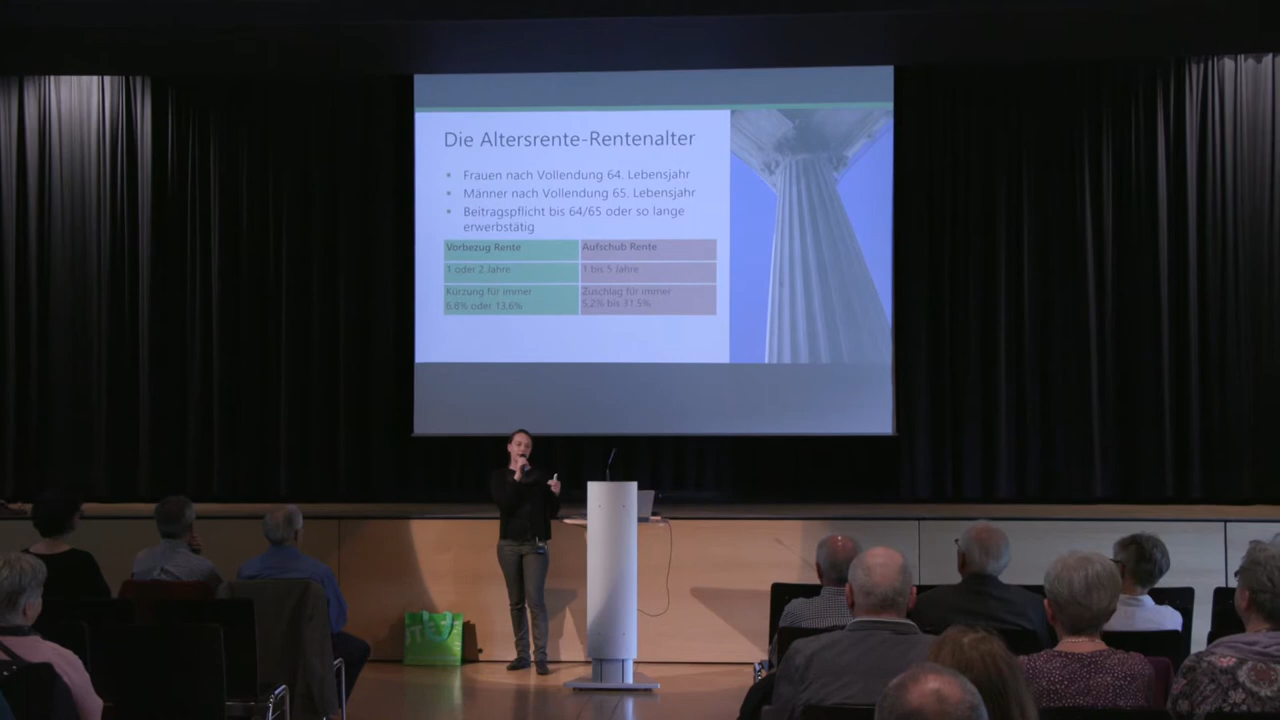 Die Altersrente-Rentenalter
Frauen nach Vollendung 64. Lebensjahr
Männer nach Vollendung 65. Lebensjahr
Beitragspflicht bis 64/65 oder so lange
erwerbstätig
Vorbezug Rente
Aufschub Rente
1 oder 2 Jahre
1 bis 5 Jahre
Kürzung für immer
6,8% oder 13,6%
Zuschlag für immer
5,2% bis 31,5%